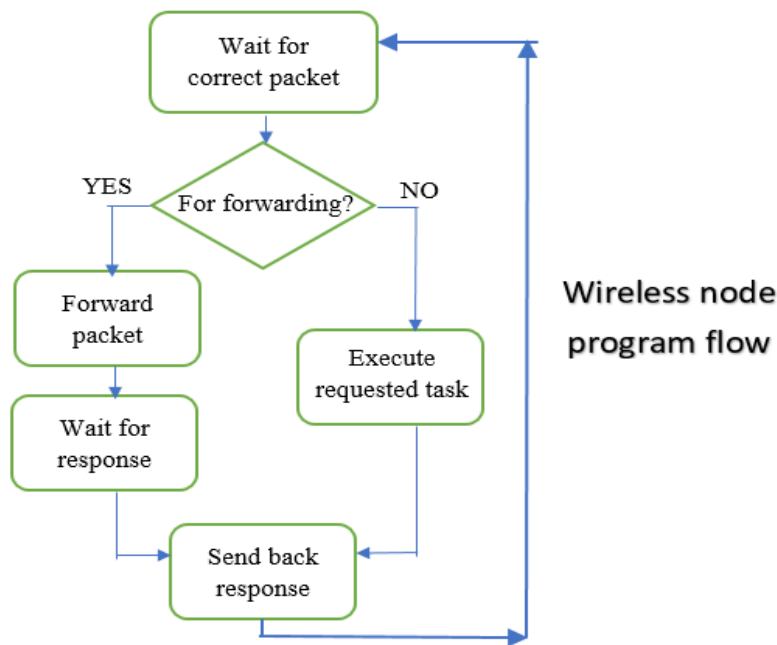 Wait for
correct packet
YES
For forwarding?
NO
Forward
packet
Execute
requested task
Wait for
response
Send back
response
Wireless node
program flow